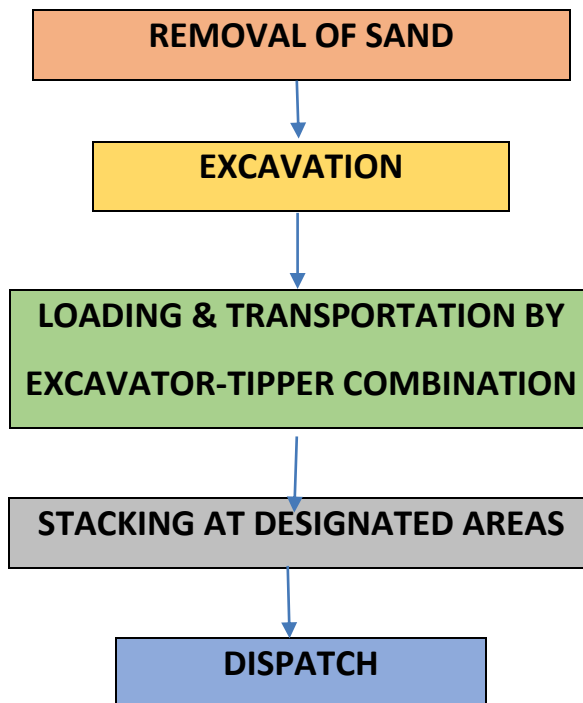 REMOVAL OF SAND
EXCAVATION
LOADING & TRANSPORTATION BY
EXCAVATOR-TIPPER COMBINATION
STACKING AT DESIGNATED AREAS
DISPATCH